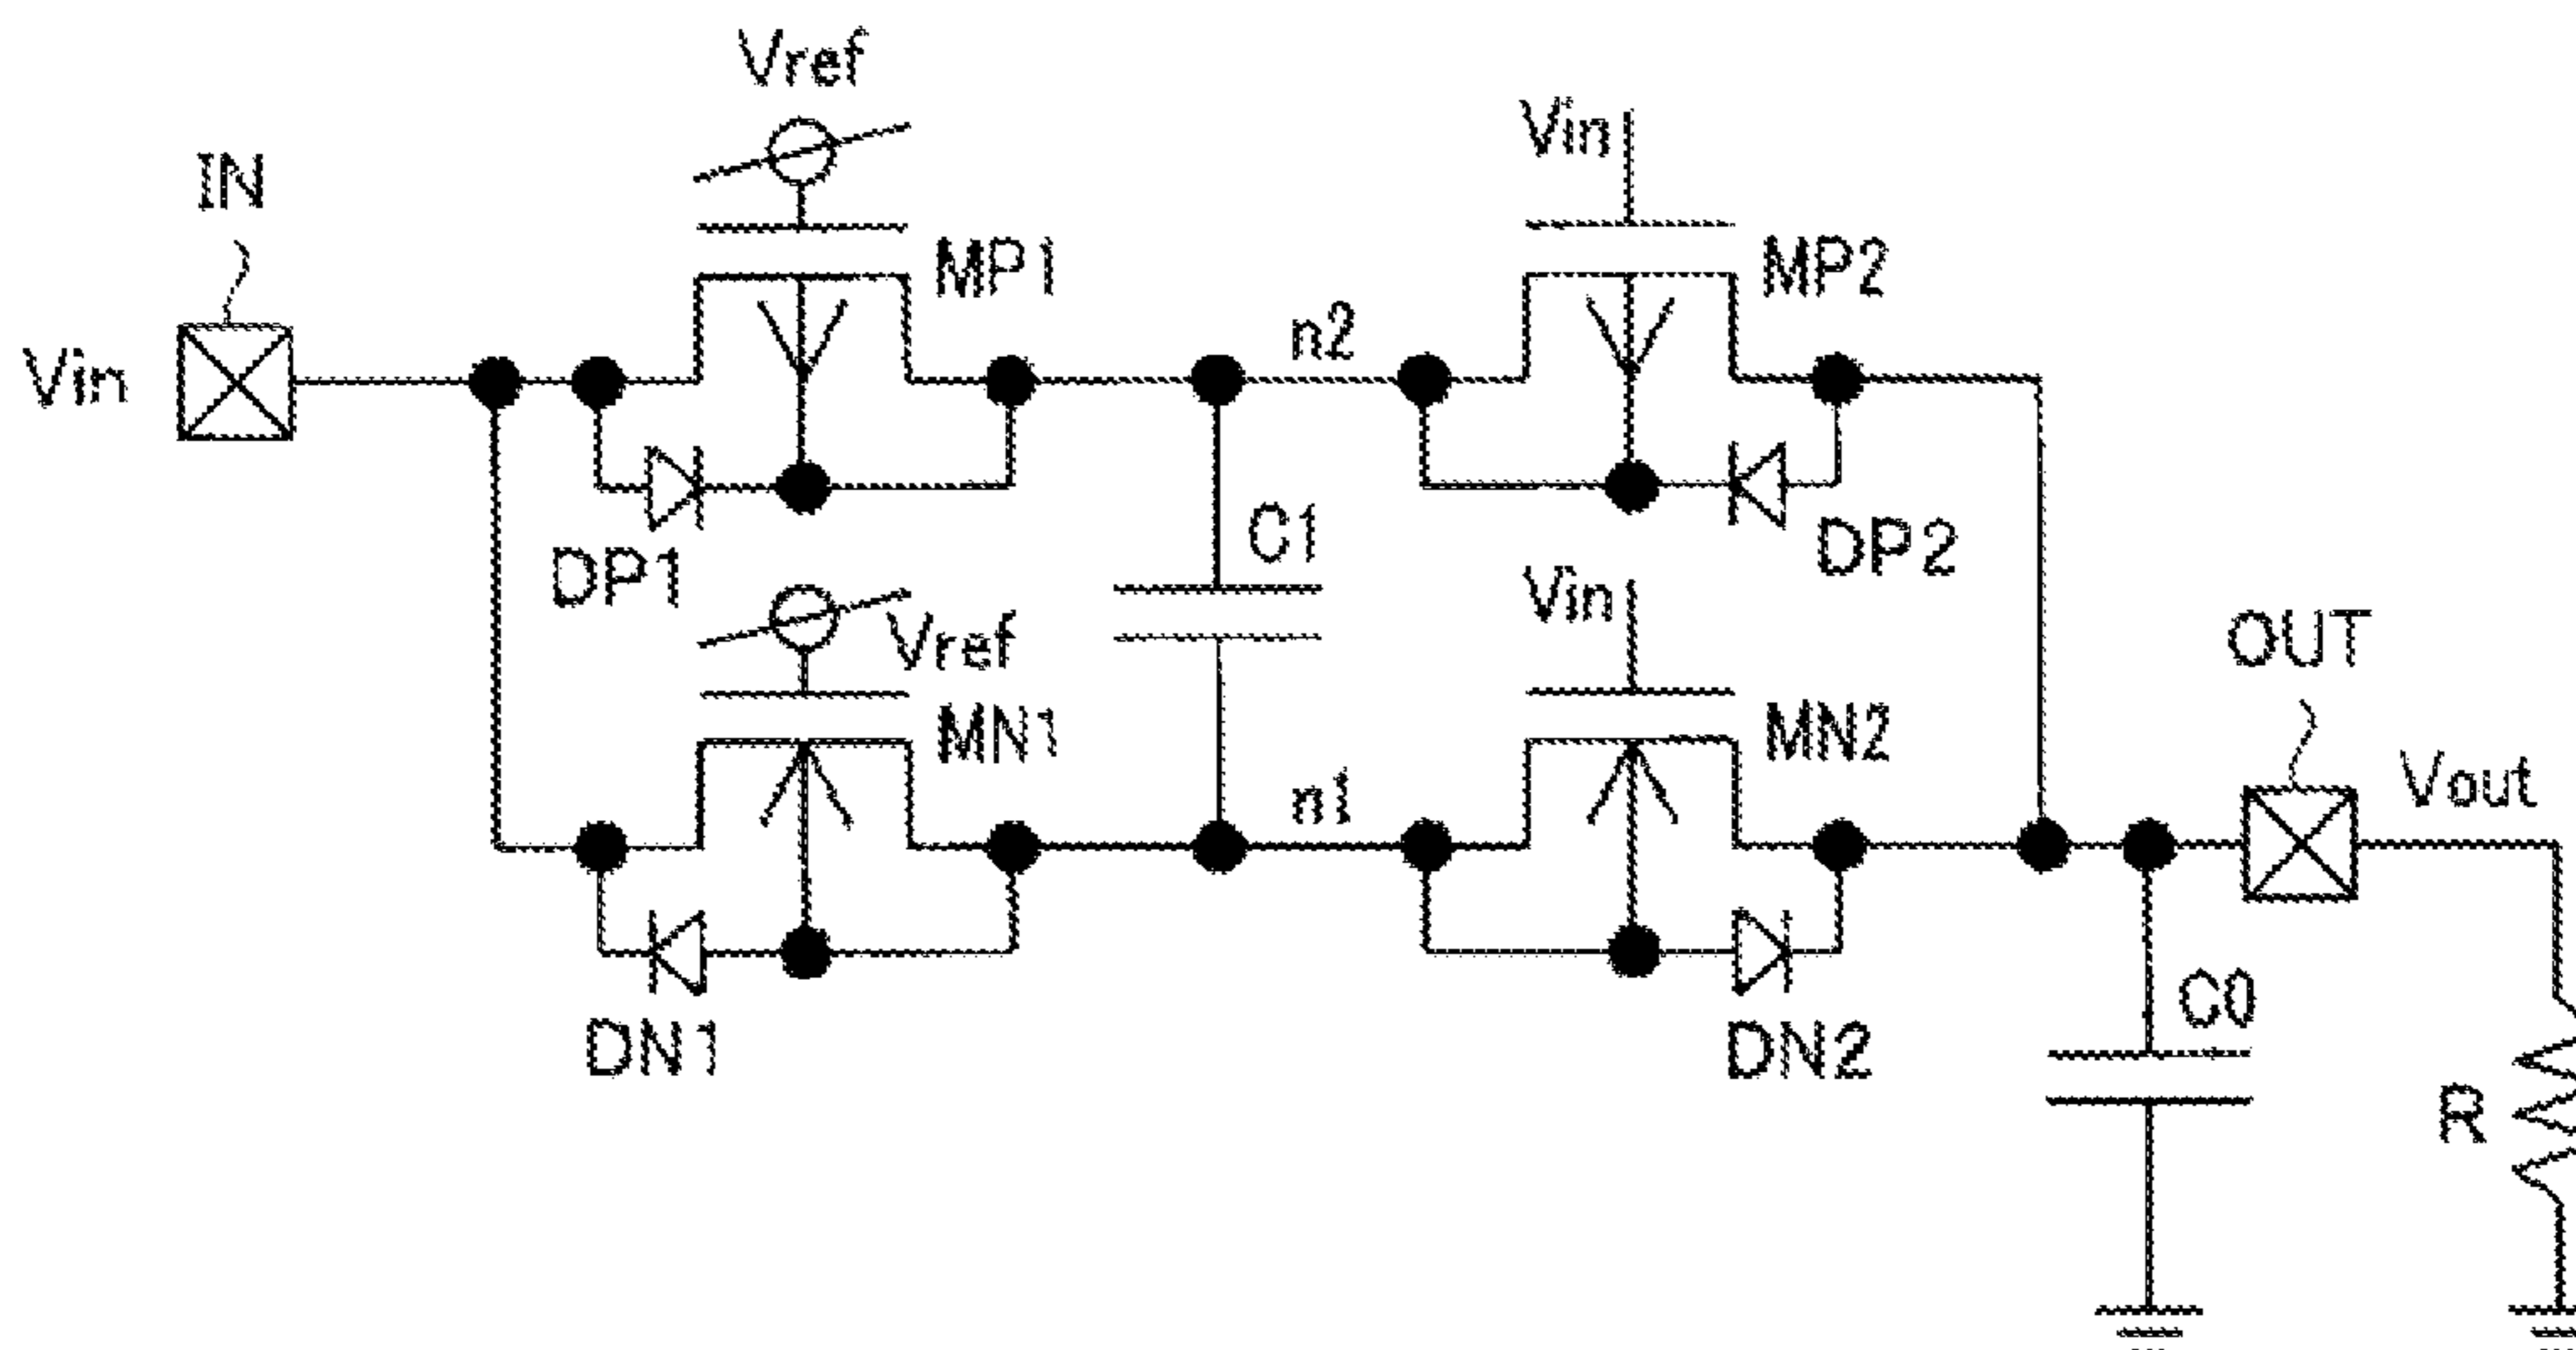 Vref
Vin
IN
MP1
MP2
n2
Vin
C1
DP1
DP2
Vin
Vref
OUT
MN1
MN2
n1
Vout
C0
DN1
DN2
R